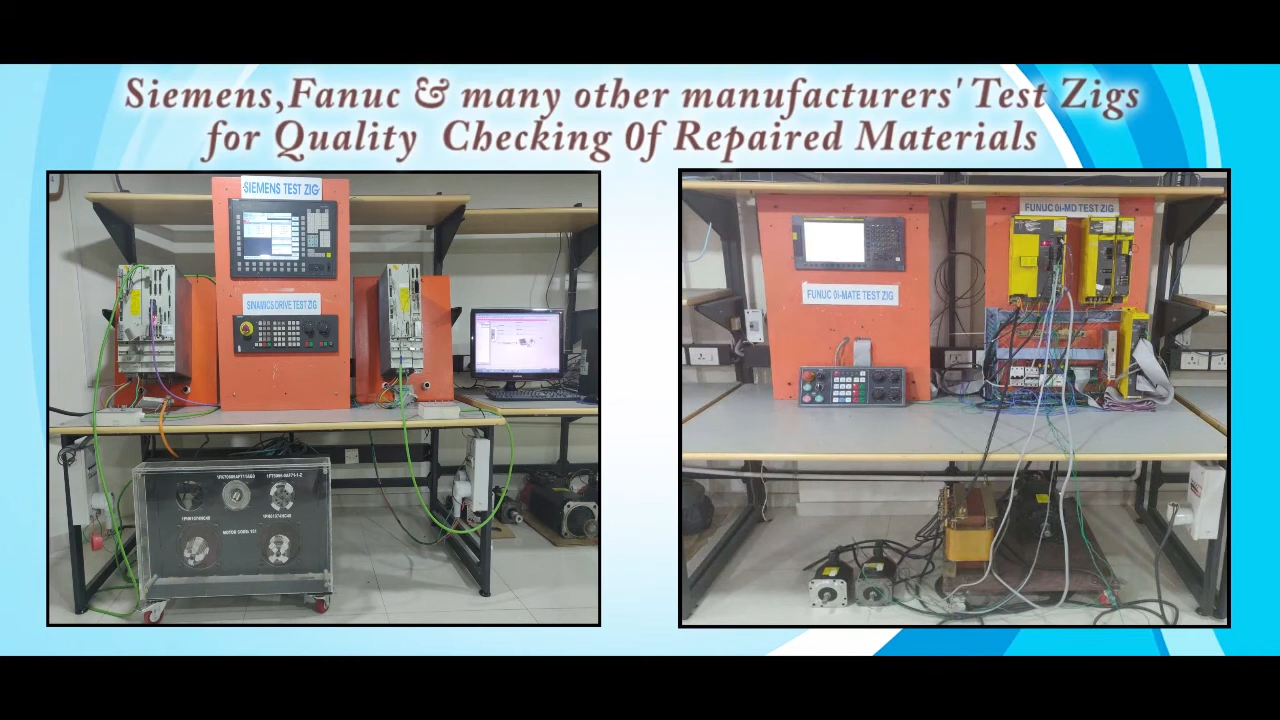 Siemens,Fanuc & many other manufacturers' Test Zigs
for Quality Checking 0f Repaired Materials
SIEMENS TEST ZIG
SINAMICS DRIVE TEST ZIG
FUNUC 0i-MD TEST ZIG
FUNUC 0i-MATE TEST ZIG